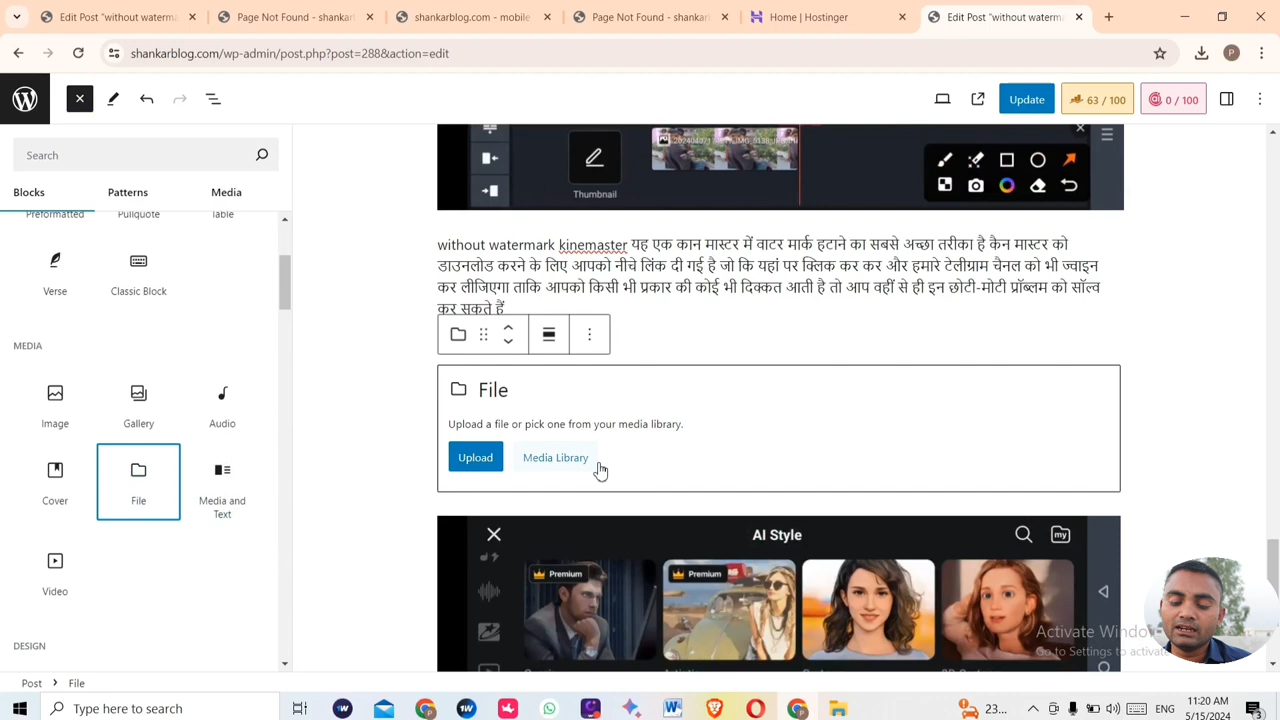 Edit Post "without waterma
Page Not Found - shankar
shankarblog.com - mobile
Page Not Found - shankar
Home | Hostinger
Edit Post "without waterma
shankarblog.com/wp-admin/post.php?post=288&action=edit
P
Update
63 / 100
0 / 100
Search
Blocks
Patterns
Media
Preformatted
Pullquote
Table
Verse
Classic Block
MEDIA
Image
Gallery
Audio
Cover
File
Media and
Text
Video
DESIGN
Thumbnail
without watermark kinemaster यह एक कान मास्टर में वाटर मार्क हटाने का सबसे अच्छा तरीका है कैन मास्टर को
डाउनलोड करने के लिए आपको नीचे लिंक दी गई है जो कि यहां पर क्लिक कर कर और हमारे टेलीग्राम चैनल को भी ज्वाइन
कर लीजिएगा ताकि आपको किसी भी प्रकार की कोई भी दिक्कत आती है तो आप वहीं से ही इन छोटी-मोटी प्रॉब्लम को सॉल्व
कर सकते हैं
File
Upload a file or pick one from your media library.
Upload
Media Library
AI Style
my
Premium
Premium
Activate Windo
Go to Settings to activate
Post
File
Type here to search
23...
ENG
11:20 AM
2/15/2024